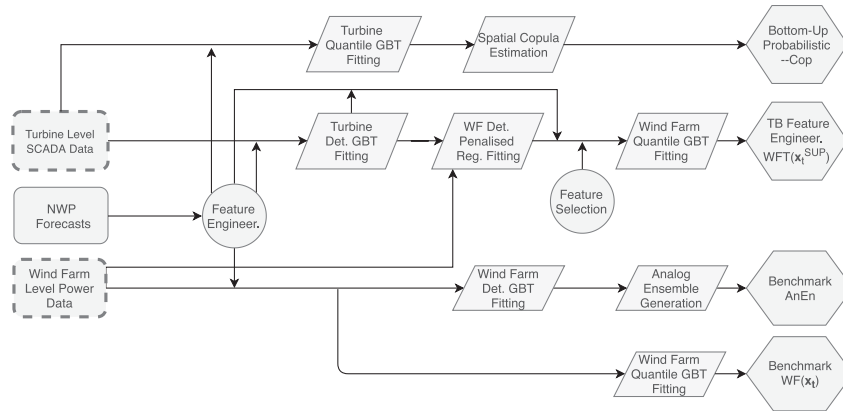 Turbine
Quantile GBT
Fitting
Spatial Copula
Estimation
Bottom-Up
Probabilistic
--Cop
Turbine Level
SCADA Data
Turbine
Det. GBT
Fitting
WF Det.
Penalised
Reg. Fitting
Wind Farm
Quantile GBT
Fitting
TB Feature
Engineer.
WFT(x_t^SUP)
NWP
Forecasts
Feature
Engineer.
Feature
Selection
Wind Farm
Level Power
Data
Wind Farm
Det. GBT
Fitting
Analog
Ensemble
Generation
Benchmark
AnEn
Wind Farm
Quantile GBT
Fitting
Benchmark
WF(x_t)